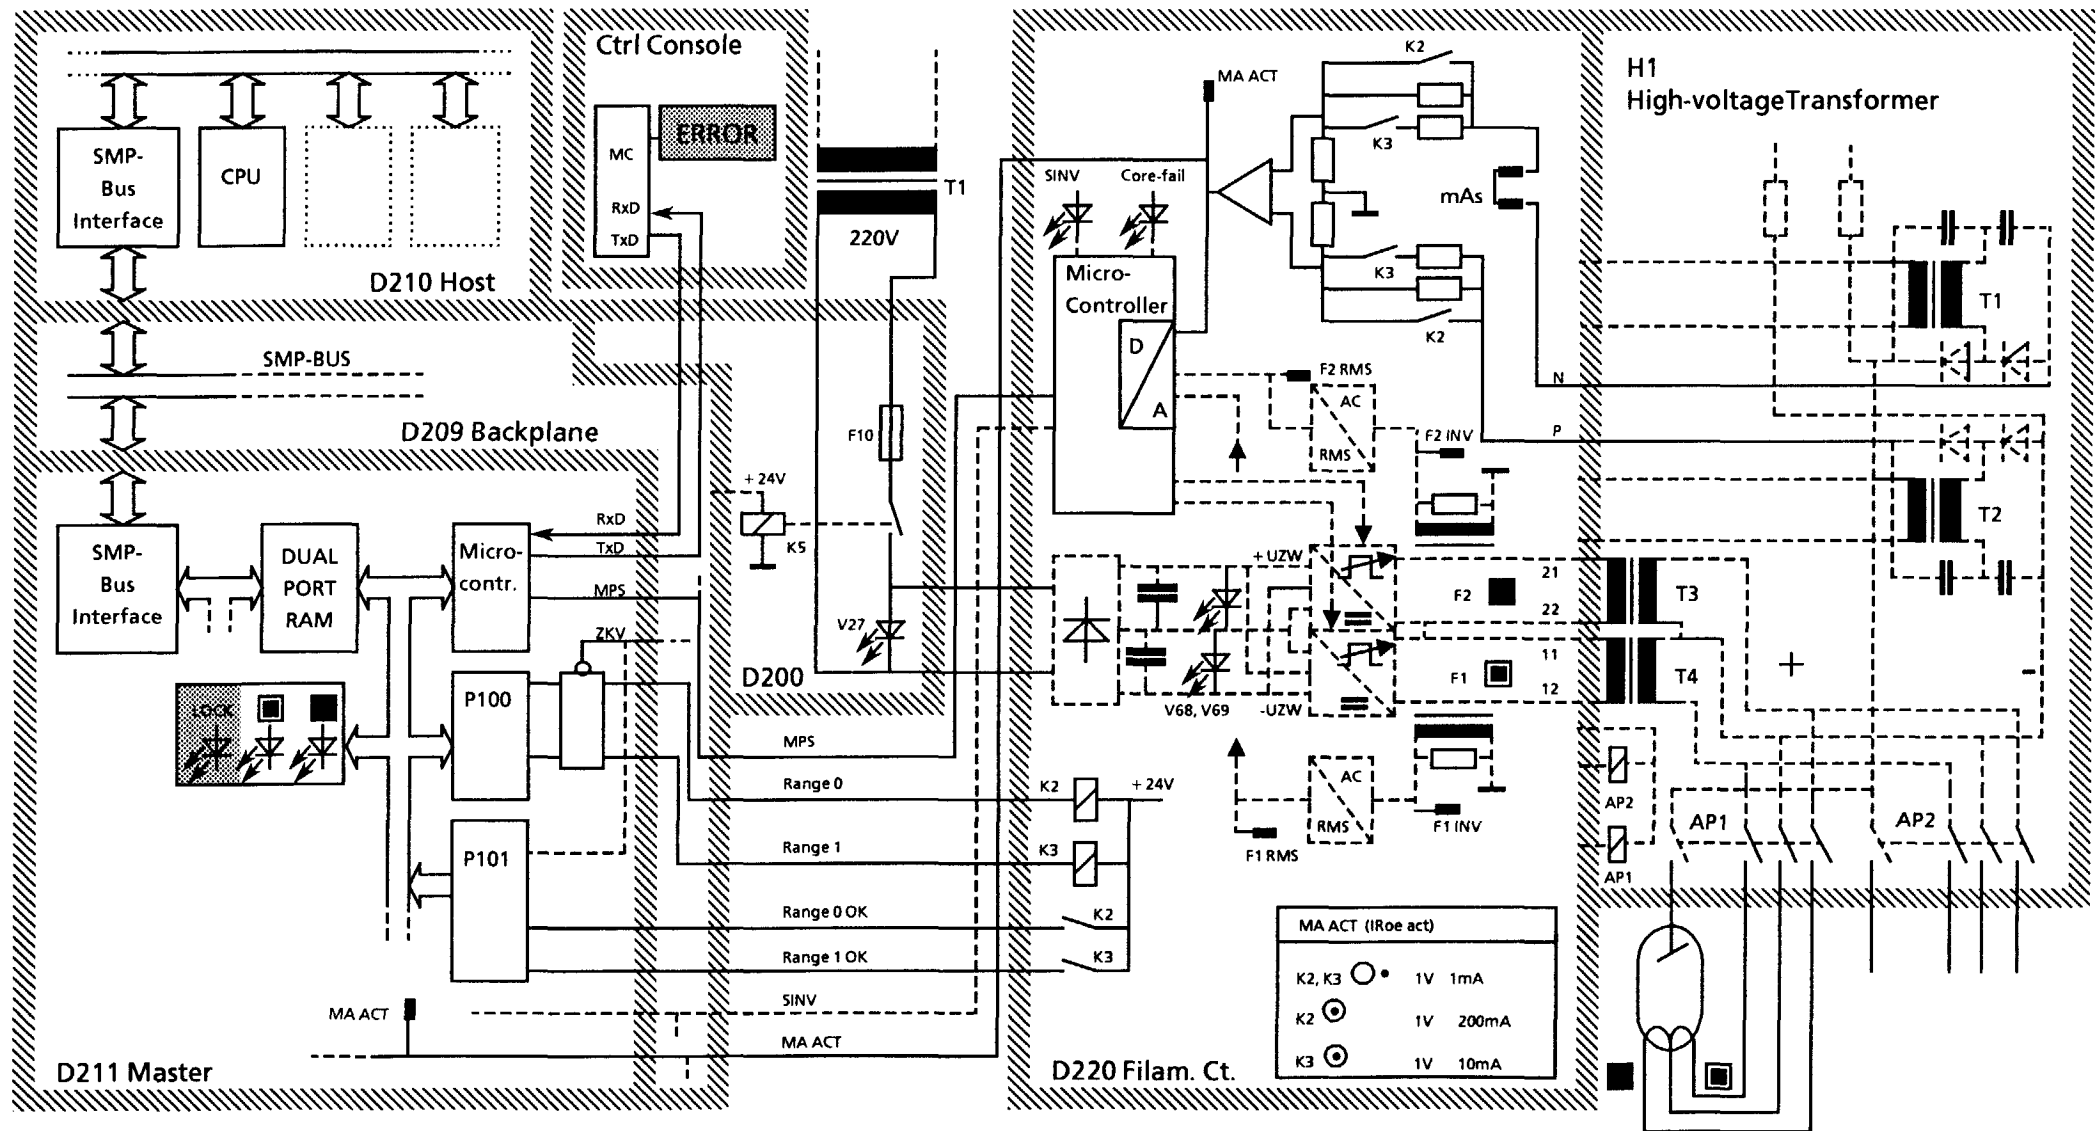 Ctrl Console
SMP-
Bus
Interface
CPU
D210 Host
MC
ERROR
RxD
TxD
T1
220V
SMP-BUS
D209 Backplane
SMP-
Bus
Interface
DUAL
PORT
RAM
Micro-
contr.
RxD
TxD
MPS
ZKV
LOCK
P100
P101
MA ACT
D211 Master
+ 24V
K5
F10
V27
D200
MPS
Range 0
Range 1
Range 0 OK
Range 1 OK
SINV
MA ACT
MA ACT
SINV
Core-fail
Micro-
Controller
D
A
K2
K3
mAs
K3
K2
F2 RMS
AC
RMS
F2 INV
N
P
+ UZW
-UZW
V68, V69
21
F2
22
11
F1
12
AC
RMS
F1 INV
F1 RMS
K2
+ 24V
K3
K2
K3
MA ACT (IRoe act)
K2, K3 1V 1mA
K2 1V 200mA
K3 1V 10mA
D220 Filam. Ct.
H1
High-voltage Transformer
T1
T2
T3
T4
+
-
AP2
AP1
AP1
AP2